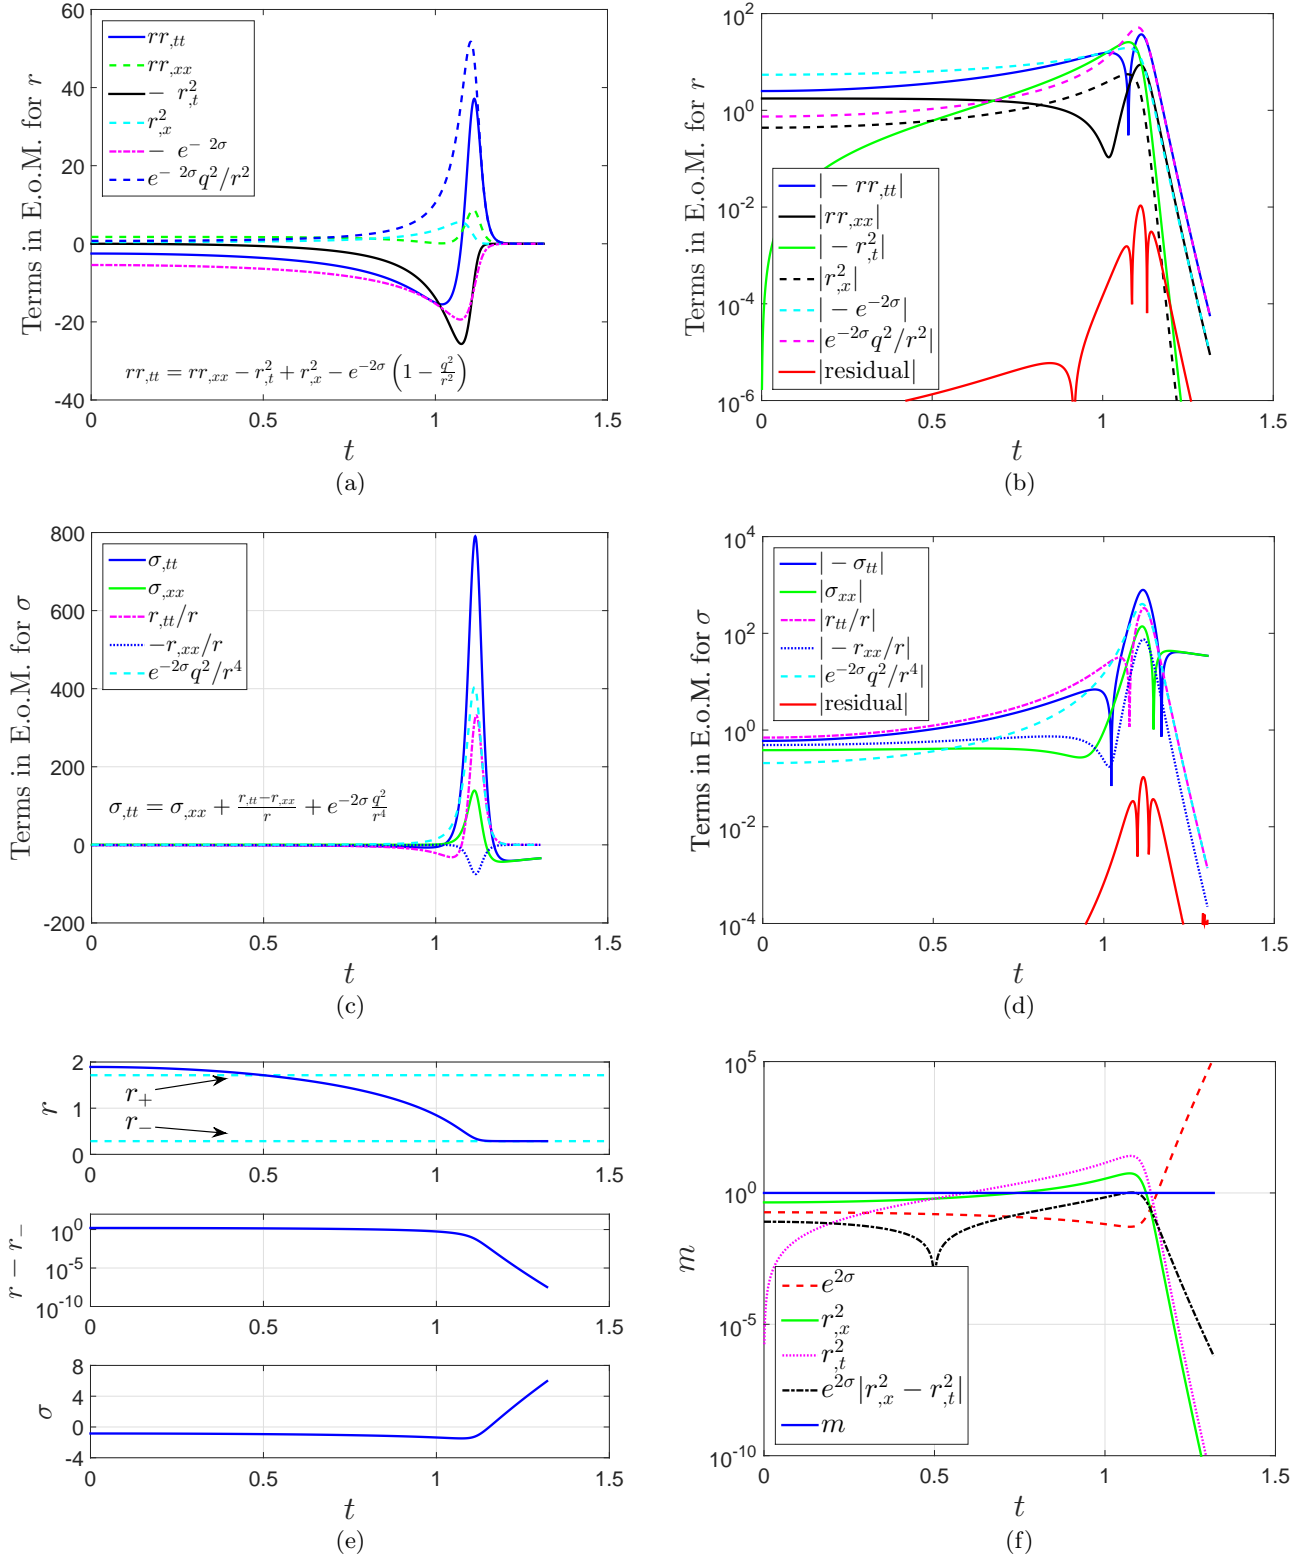 60
40
20
0
-20
-40
0
0.5
1
1.5
Terms in E.o.M. for r
rr,tt
rr,xx
− r²,t
r²,x
− e^{− 2σ}
e^{− 2σ}q²/r²
rr,tt = rr,xx − r²,t + r²,x − e^{−2σ} (1 − q²/r²)
t
(a)
10²
10⁰
10⁻²
10⁻⁴
10⁻⁶
0
0.5
1
1.5
Terms in E.o.M. for r
| − rr,tt|
|rr,xx|
| − r²,t|
|r²,x|
| − e^{−2σ}|
|e^{−2σ}q²/r²|
|residual|
t
(b)
800
600
400
200
0
-200
0
0.5
1
1.5
Terms in E.o.M. for σ
σ,tt
σ,xx
r,tt/r
−r,xx/r
e^{−2σ}q²/r⁴
σ,tt = σ,xx + (r,tt−r,xx)/r + e^{−2σ} q²/r⁴
t
(c)
10⁴
10²
10⁰
10⁻²
10⁻⁴
0
0.5
1
1.5
Terms in E.o.M. for σ
| − σtt|
|σxx|
|rtt/r|
| − rxx/r|
|e^{−2σ}q²/r⁴|
|residual|
t
(d)
2
1
0
0
0.5
1
1.5
r
r₊
r₋
10⁰
10⁻⁵
10⁻¹⁰
0
0.5
1
1.5
r − r₋
8
4
0
-4
0
0.5
1
1.5
σ
t
(e)
10⁵
10⁰
10⁻⁵
10⁻¹⁰
0
0.5
1
1.5
m
e^{2σ}
r²,x
r²,t
e^{2σ}|r²,x − r²,t|
m
t
(f)